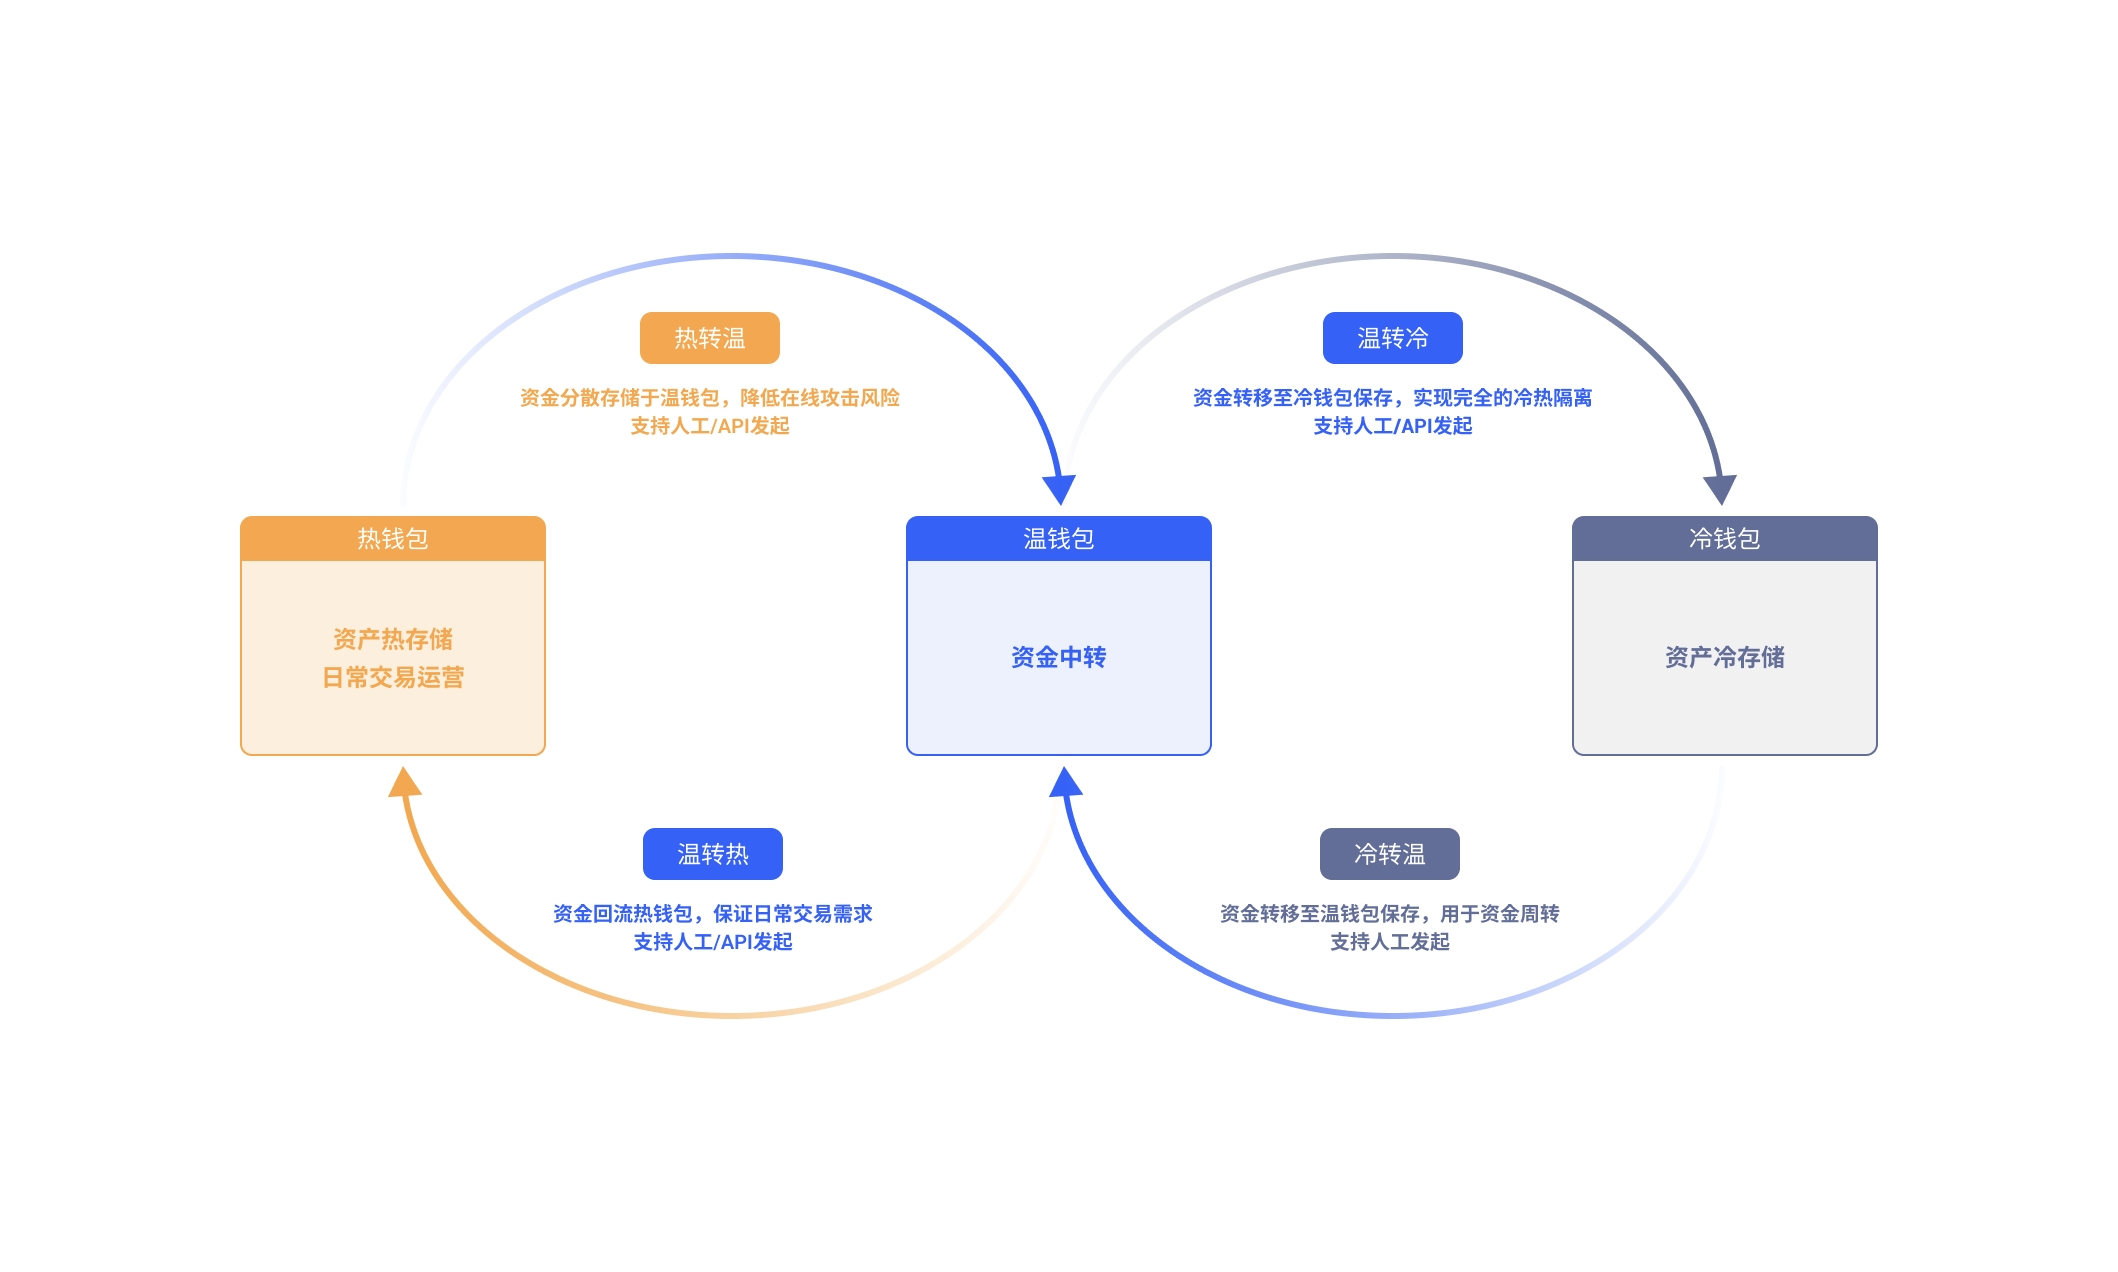 热转温
资金分散存储于温钱包，降低在线攻击风险
支持人工/API发起
温转冷
资金转移至冷钱包保存，实现完全的冷热隔离
支持人工/API发起
热钱包
资产热存储
日常交易运营
温钱包
资金中转
冷钱包
资产冷存储
温转热
资金回流热钱包，保证日常交易需求
支持人工/API发起
冷转温
资金转移至温钱包保存，用于资金周转
支持人工发起